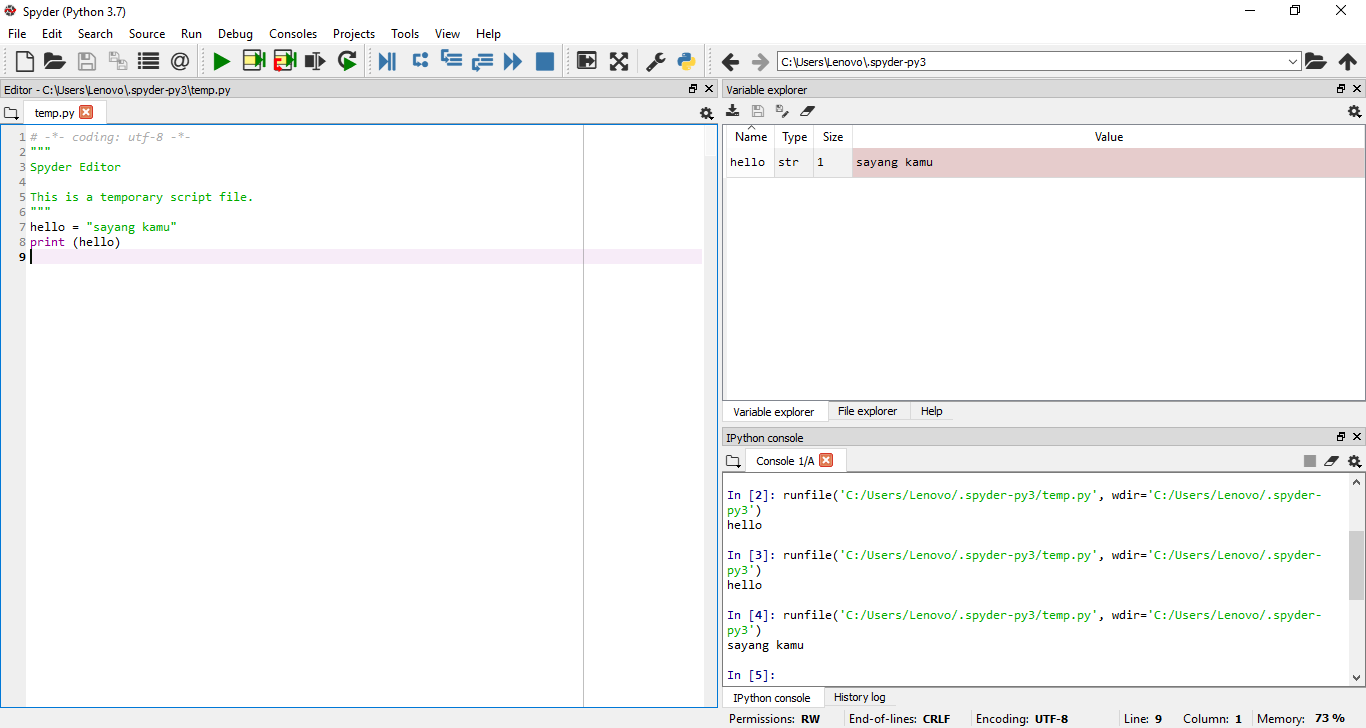 Spyder (Python 3.7)
File Edit Search Source Run Debug Consoles Projects Tools View Help
C:\Users\Lenovo\.spyder-py3
Editor - C:\Users\Lenovo\.spyder-py3\temp.py
temp.py
1 # -*- coding: utf-8 -*-
2 """
3 Spyder Editor
4
5 This is a temporary script file.
6 """
7 hello = "sayang kamu"
8 print (hello)
9
Variable explorer
Name Type Size Value
hello str 1 sayang kamu
Variable explorer File explorer Help
IPython console
Console 1/A
In [2]: runfile('C:/Users/Lenovo/.spyder-py3/temp.py', wdir='C:/Users/Lenovo/.spyder-
py3')
hello
In [3]: runfile('C:/Users/Lenovo/.spyder-py3/temp.py', wdir='C:/Users/Lenovo/.spyder-
py3')
hello
In [4]: runfile('C:/Users/Lenovo/.spyder-py3/temp.py', wdir='C:/Users/Lenovo/.spyder-
py3')
sayang kamu
In [5]:
IPython console History log
Permissions: RW End-of-lines: CRLF Encoding: UTF-8 Line: 9 Column: 1 Memory: 73 %